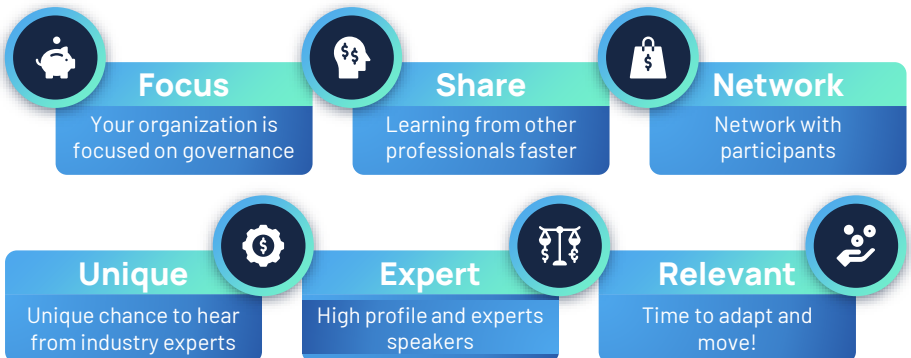 Focus
Your organization is
focused on governance
Share
Learning from other
professionals faster
Network
Network with
participants
Unique
Unique chance to hear
from industry experts
Expert
High profile and experts
speakers
Relevant
Time to adapt and
move!